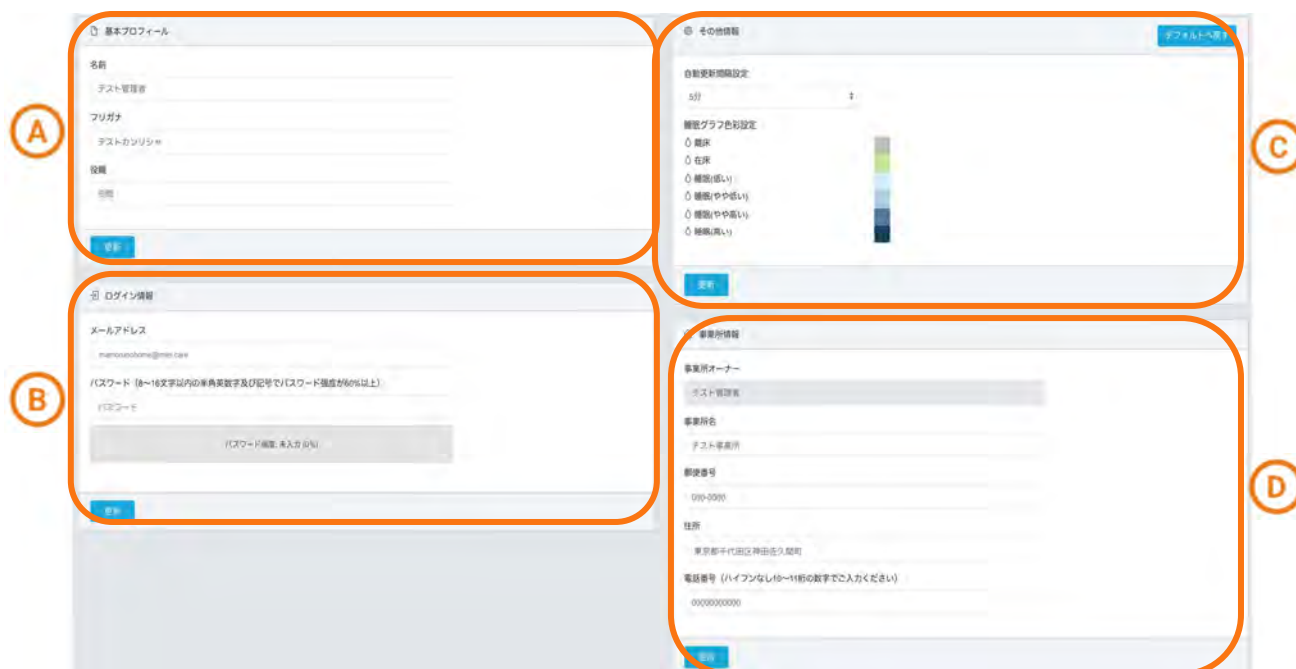 A
基本プロフィール
名前
テスト管理者
フリガナ
テストカンリシャ
役職
役職
更新
B
ログイン情報
メールアドレス
パスワード（8〜16文字以内の半角英数字及び記号でパスワード強度が60%以上）
パスワード
パスワード強度: 未入力 (0%)
更新
C
その他情報
デフォルトへ戻す
自動更新間隔設定
5分
睡眠グラフ色彩設定
離床
在床
睡眠(低い)
睡眠(やや低い)
睡眠(やや高い)
睡眠(高い)
更新
D
事業所情報
事業所オーナー
テスト管理者
事業所名
テスト事業所
郵便番号
000-0000
住所
東京都千代田区神田佐久間町
電話番号（ハイフンなし10〜11桁の数字でご入力ください）
00000000000
更新